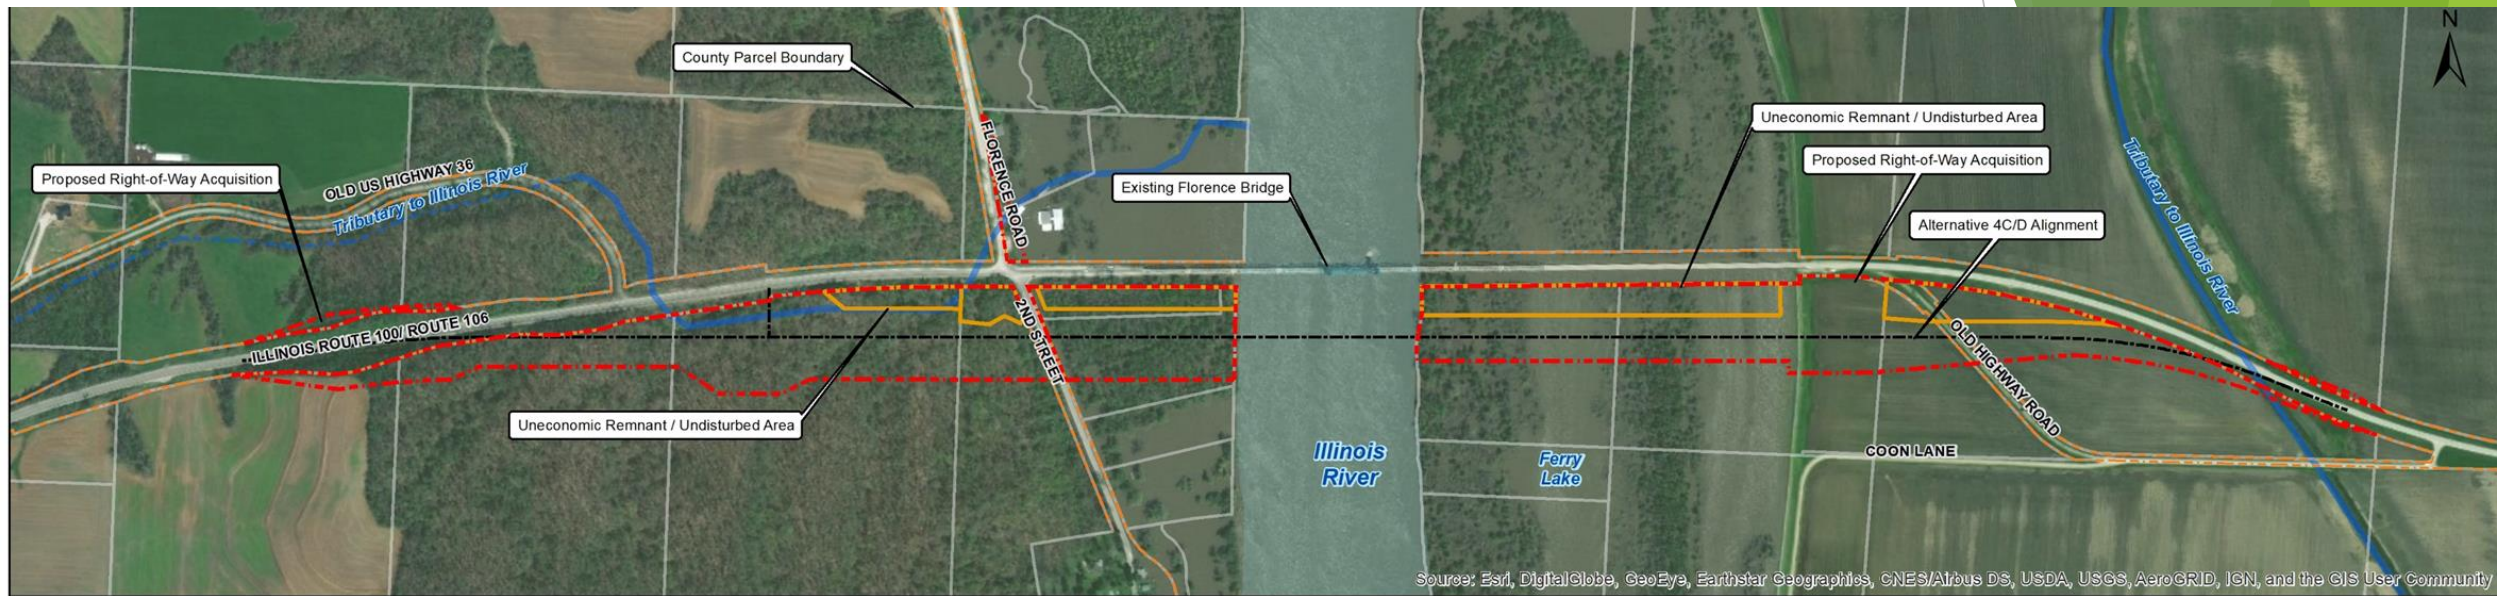 N
County Parcel Boundary
Uneconomic Remnant / Undisturbed Area
FLORENCE ROAD
Tributary to Illinois River
Proposed Right-of-Way Acquisition
Proposed Right-of-Way Acquisition
OLD US HIGHWAY 36
Tributary to Illinois River
Existing Florence Bridge
Alternative 4C/D Alignment
ILLINOIS ROUTE 100/ ROUTE 106
2ND STREET
OLD HIGHWAY ROAD
Uneconomic Remnant / Undisturbed Area
Illinois
River
Ferry
Lake
COON LANE
Source: Esri, DigitalGlobe, GeoEye, Earthstar Geographics, CNES/Airbus DS, USDA, USGS, AeroGRID, IGN, and the GIS User Community